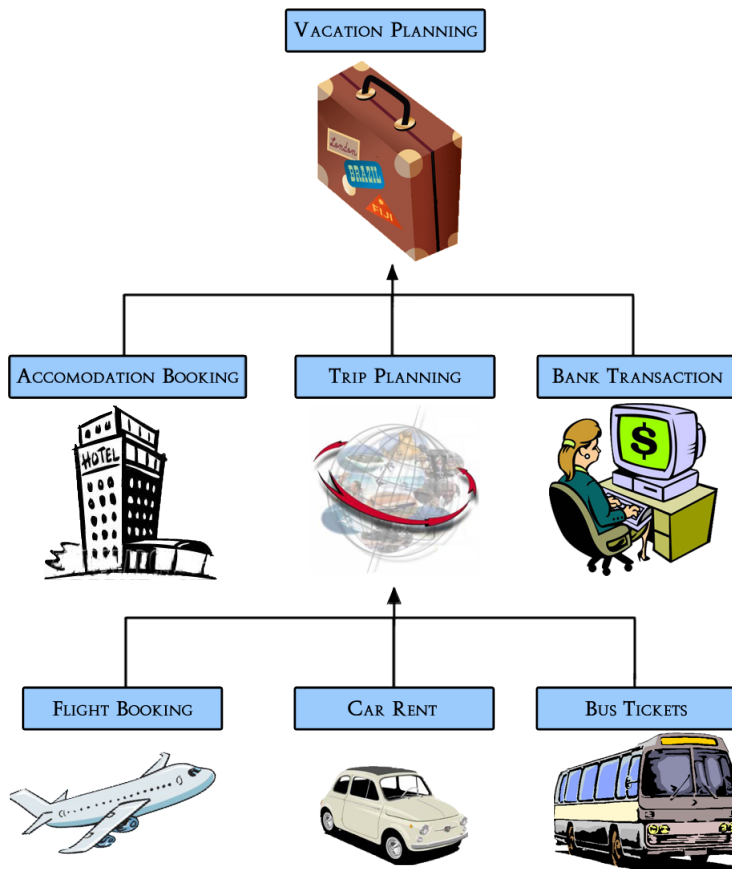 Vacation Planning
London
BRAZIL
FIJI
Accomodation Booking
Trip Planning
Bank Transaction
HOTEL
$
Flight Booking
Car Rent
Bus Tickets